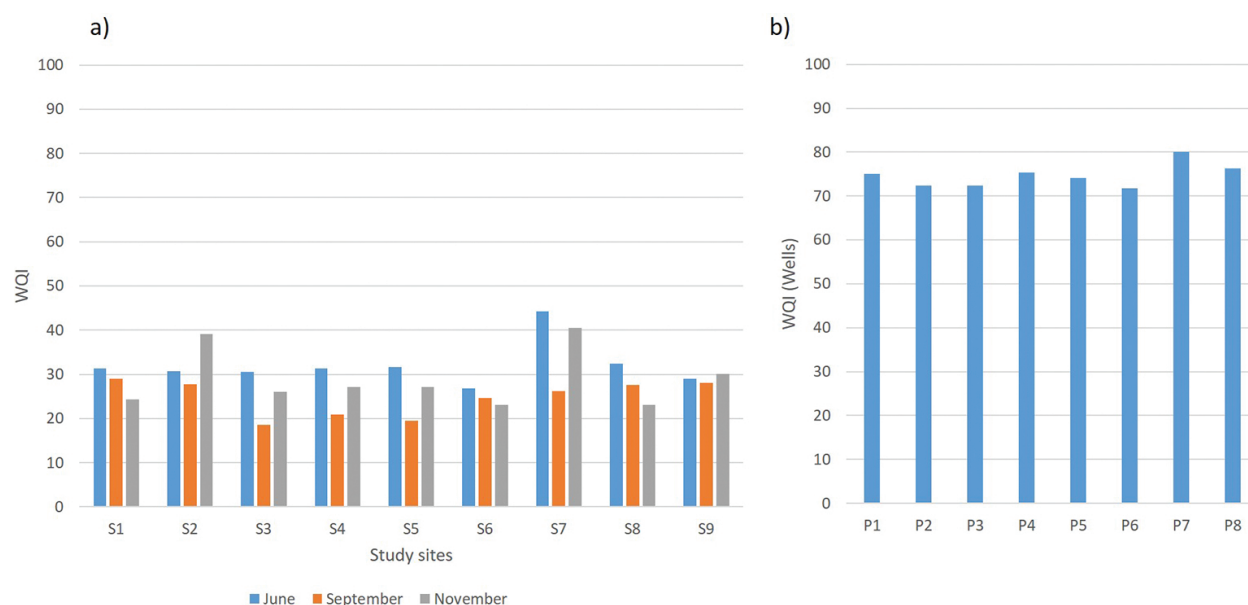 a)
100
90
80
70
60
50
40
30
20
10
0
WQI
S1 S2 S3 S4 S5 S6 S7 S8 S9
Study sites
June September November
b)
100
90
80
70
60
50
40
30
20
10
0
WQI (Wells)
P1 P2 P3 P4 P5 P6 P7 P8